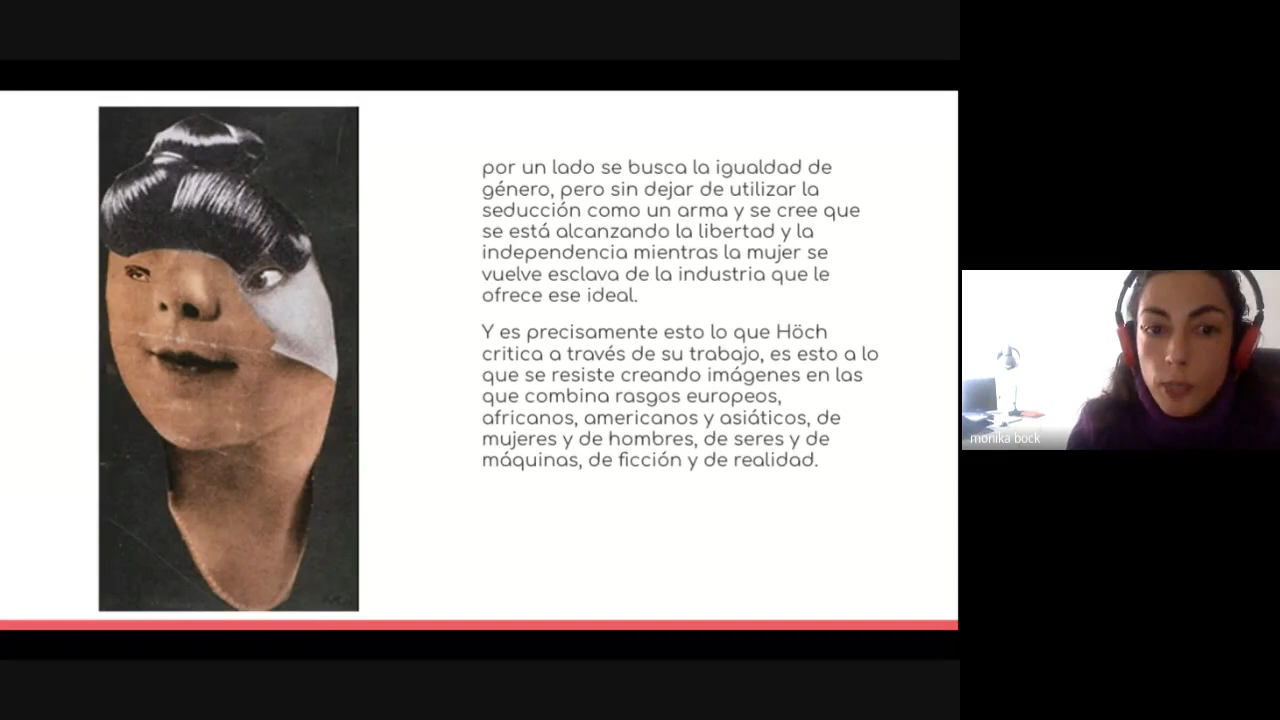 por un lado se busca la igualdad de
género, pero sin dejar de utilizar la
seducción como un arma y se cree que
se está alcanzando la libertad y la
independencia mientras la mujer se
vuelve esclava de la industria que le
ofrece ese ideal.
Y es precisamente esto lo que Höch
critica a través de su trabajo, es esto a lo
que se resiste creando imágenes en las
que combina rasgos europeos,
africanos, americanos y asiáticos, de
mujeres y de hombres, de seres y de
máquinas, de ficción y de realidad.
monika bock